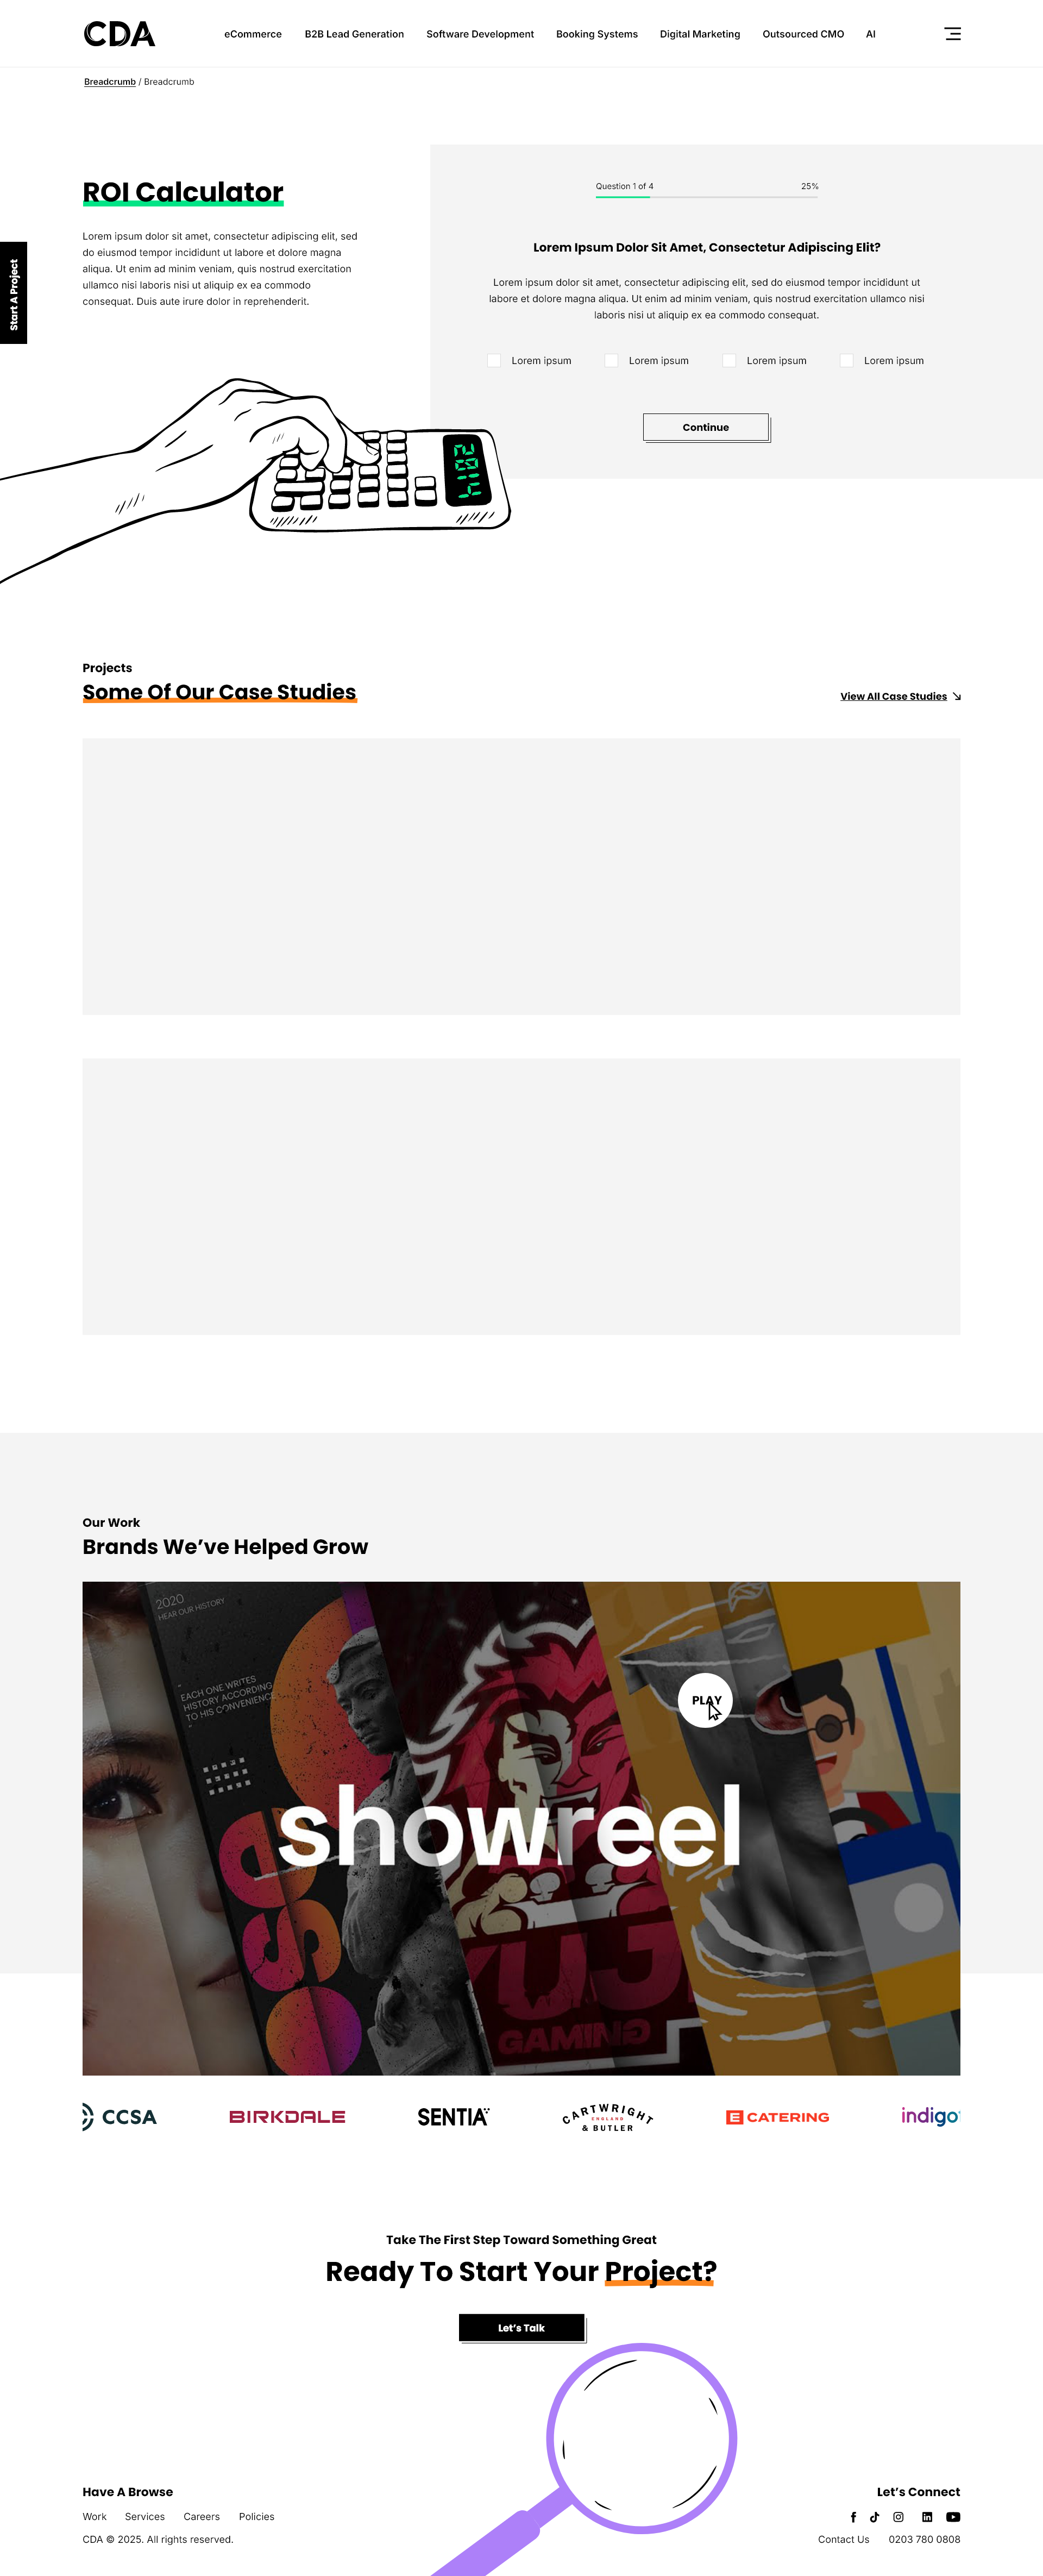 CDA
eCommerce
B2B Lead Generation
Software Development
Booking Systems
Digital Marketing
Outsourced CMO
AI
Breadcrumb / Breadcrumb
Start A Project
ROI Calculator
Lorem ipsum dolor sit amet, consectetur adipiscing elit, sed
do eiusmod tempor incididunt ut labore et dolore magna
aliqua. Ut enim ad minim veniam, quis nostrud exercitation
ullamco nisi laboris nisi ut aliquip ex ea commodo
consequat. Duis aute irure dolor in reprehenderit.
Question 1 of 4
25%
Lorem Ipsum Dolor Sit Amet, Consectetur Adipiscing Elit?
Lorem ipsum dolor sit amet, consectetur adipiscing elit, sed do eiusmod tempor incididunt ut
labore et dolore magna aliqua. Ut enim ad minim veniam, quis nostrud exercitation ullamco nisi
laboris nisi ut aliquip ex ea commodo consequat.
Lorem ipsum
Lorem ipsum
Lorem ipsum
Lorem ipsum
Continue
Projects
Some Of Our Case Studies
View All Case Studies
Our Work
Brands We’ve Helped Grow
2020
HEAR OUR HISTORY
EACH ONE WRITES
HISTORY ACCORDING
TO HIS CONVENIENCE
PLAY
showreel
GAMING
CCSA
BIRKDALE
SENTIA
CARTWRIGHT
ENGLAND
& BUTLER
E CATERING
indigo
Take The First Step Toward Something Great
Ready To Start Your Project?
Let’s Talk
Have A Browse
Work
Services
Careers
Policies
CDA © 2025. All rights reserved.
Let’s Connect
Contact Us
0203 780 0808